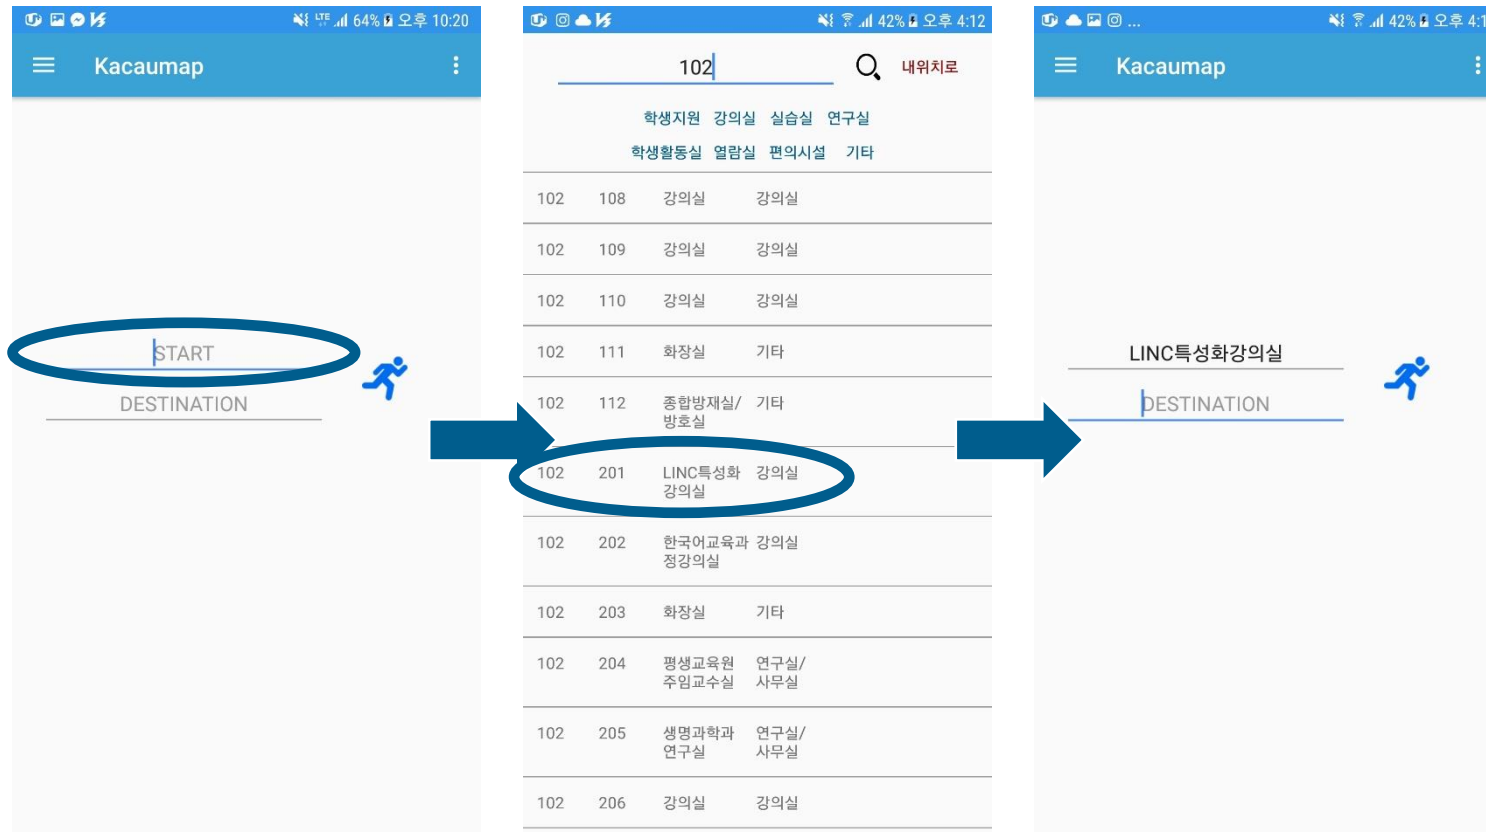 LTE 64% 오후 10:20
Kacaumap
START
DESTINATION
42% 오후 4:12
102 내위치로
학생지원 강의실 실습실 연구실
학생활동실 열람실 편의시설 기타
102 108 강의실 강의실
102 109 강의실 강의실
102 110 강의실 강의실
102 111 화장실 기타
102 112 종합방재실/ 기타
방호실
102 201 LINC특성화 강의실
강의실
102 202 한국어교육과 강의실
정강의실
102 203 화장실 기타
102 204 평생교육원 연구실/
주임교수실 사무실
102 205 생명과학과 연구실/
연구실 사무실
102 206 강의실 강의실
... 42% 오후 4:1
Kacaumap
LINC특성화강의실
DESTINATION